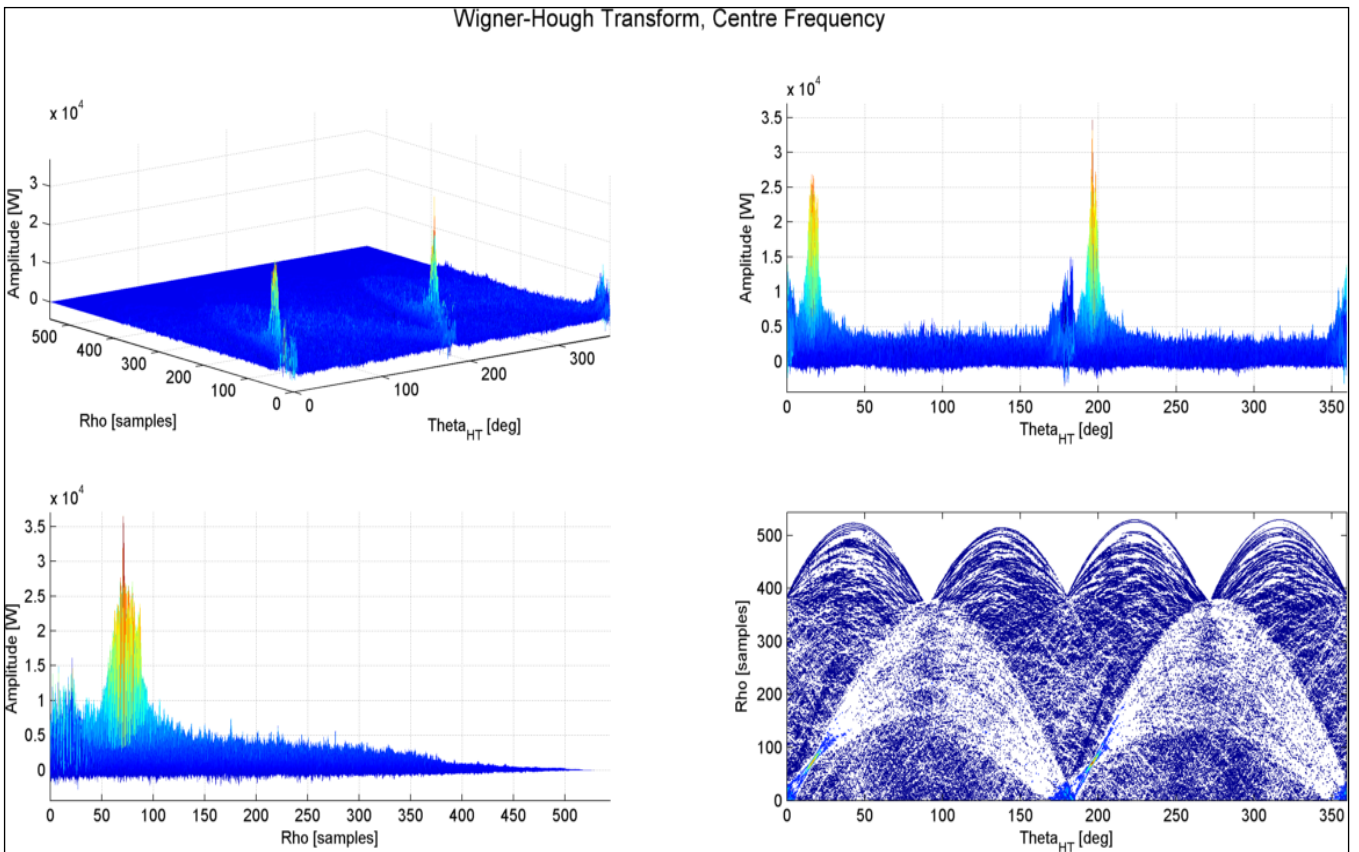 Wigner-Hough Transform, Centre Frequency
x 10^4
3
2
1
0
Amplitude [W]
500
400
300
200
100
0
Rho [samples]
0
100
200
300
Theta_HT [deg]
x 10^4
3.5
3
2.5
2
1.5
1
0.5
0
Amplitude [W]
0 50 100 150 200 250 300 350
Theta_HT [deg]
x 10^4
3.5
3
2.5
2
1.5
1
0.5
0
Amplitude [W]
0 50 100 150 200 250 300 350 400 450 500
Rho [samples]
500
400
300
200
100
0
Rho [samples]
0 50 100 150 200 250 300 350
Theta_HT [deg]